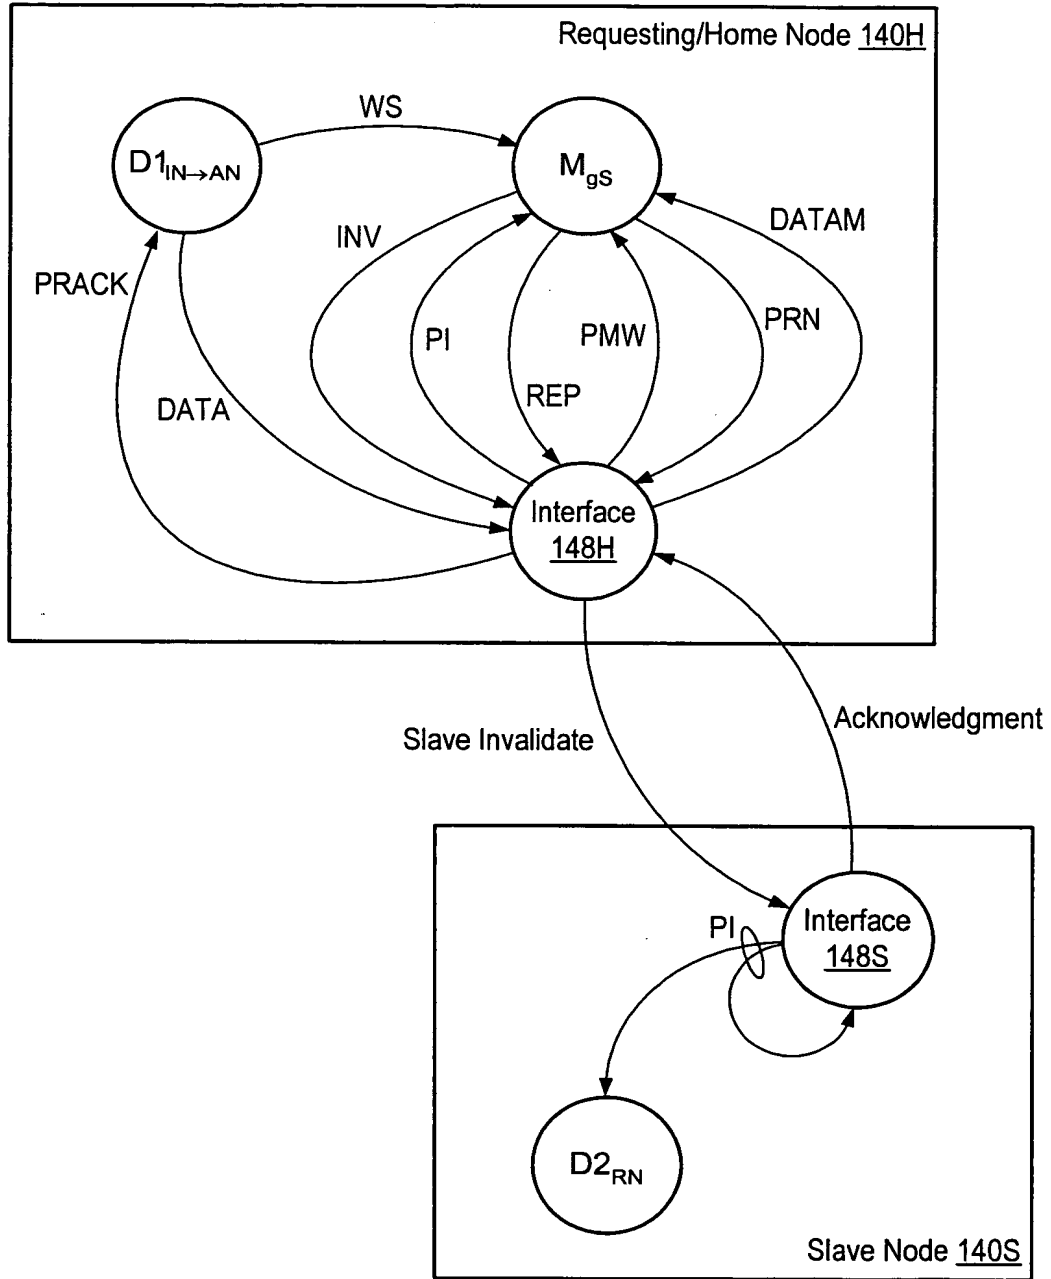 Requesting/Home Node 140H
WS
D1IN→AN
MgS
DATAM
INV
PRACK
PRN
PI
PMW
REP
DATA
Interface
148H
Acknowledgment
Slave Invalidate
PI
Interface
148S
D2RN
Slave Node 140S